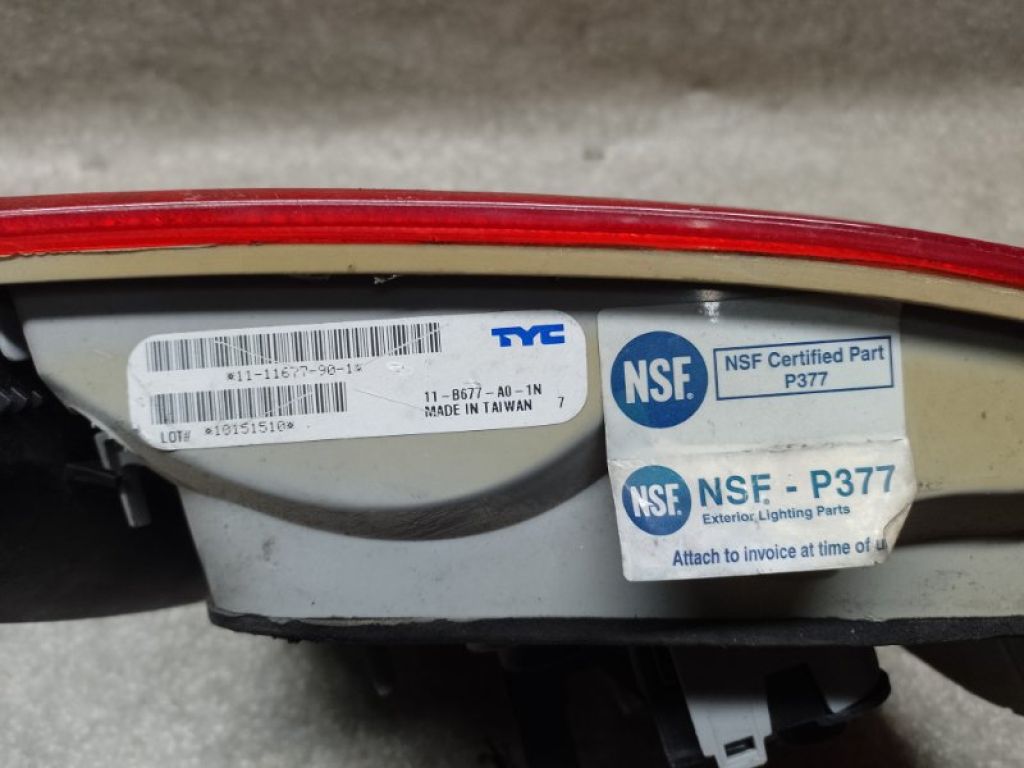 TYC
*11-11677-90-1*
11-B677-A0-1N
MADE IN TAIWAN 7
LOT# *10151510*
NSF®
NSF Certified Part
P377
NSF®
NSF® - P377
Exterior Lighting Parts
Attach to invoice at time of u